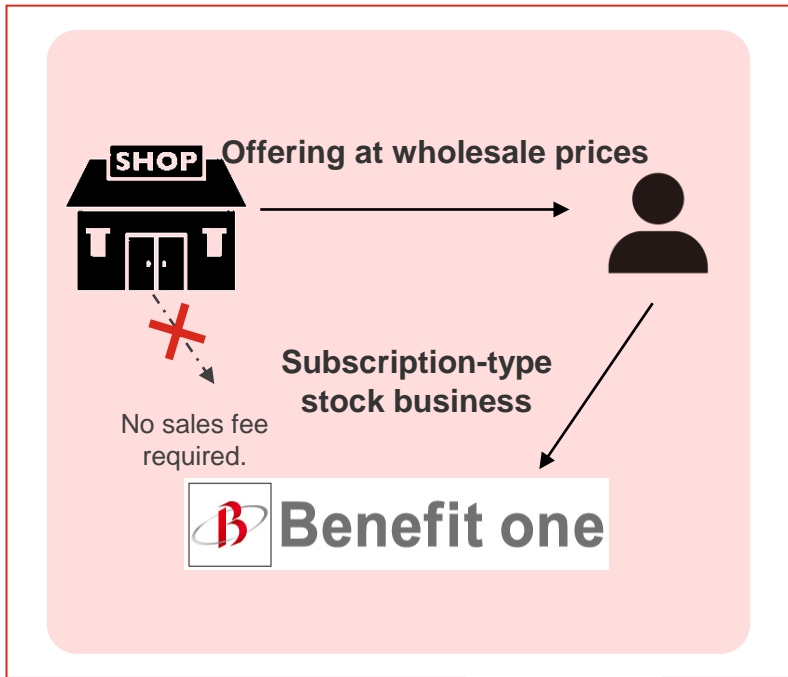 SHOP
Offering at wholesale prices
Subscription-type
stock business
No sales fee
required.
B Benefit one